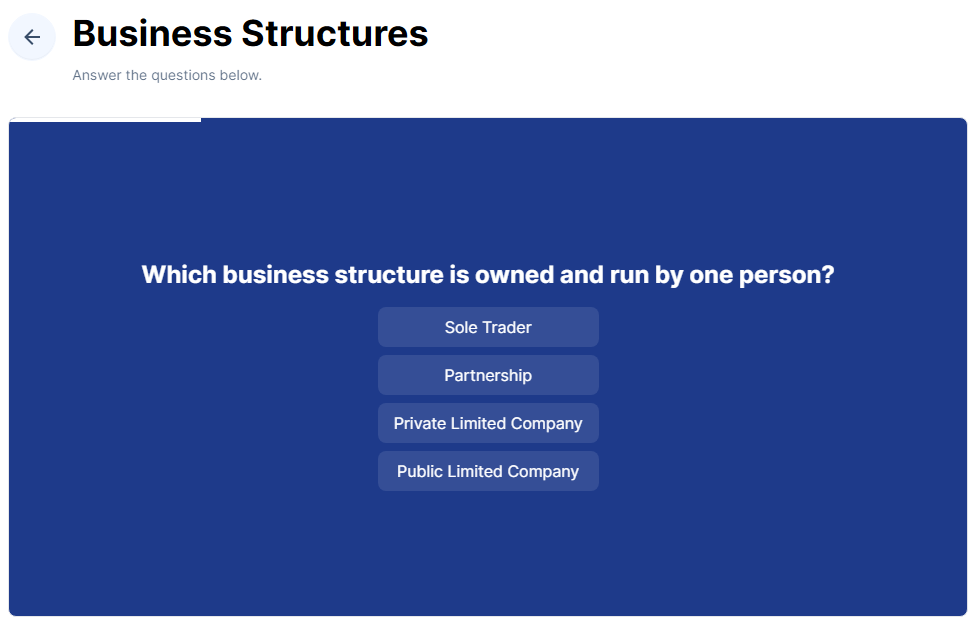 Business Structures
Answer the questions below.
Which business structure is owned and run by one person?
Sole Trader
Partnership
Private Limited Company
Public Limited Company